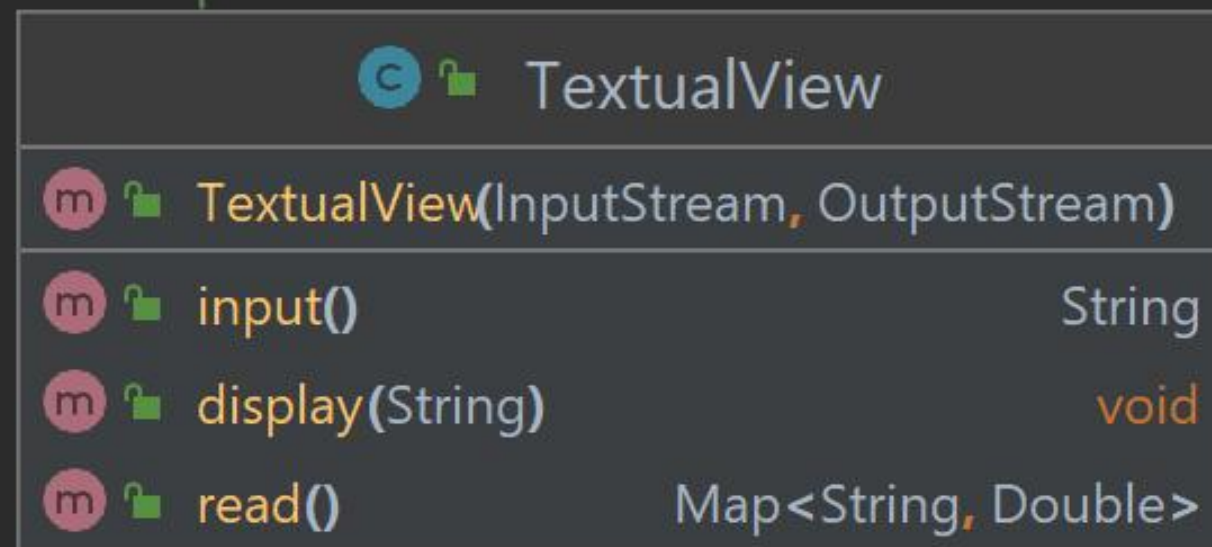 C TextualView
m TextualView(InputStream, OutputStream)
m input() String
m display(String) void
m read() Map<String, Double>